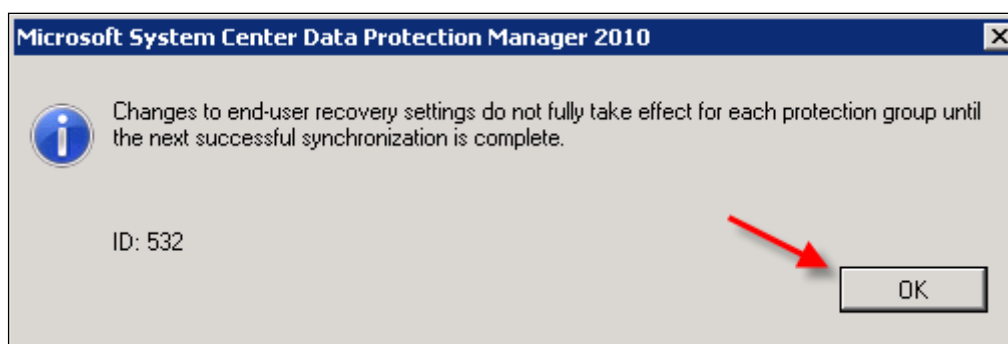 Microsoft System Center Data Protection Manager 2010
Changes to end-user recovery settings do not fully take effect for each protection group until
the next successful synchronization is complete.
ID: 532
OK